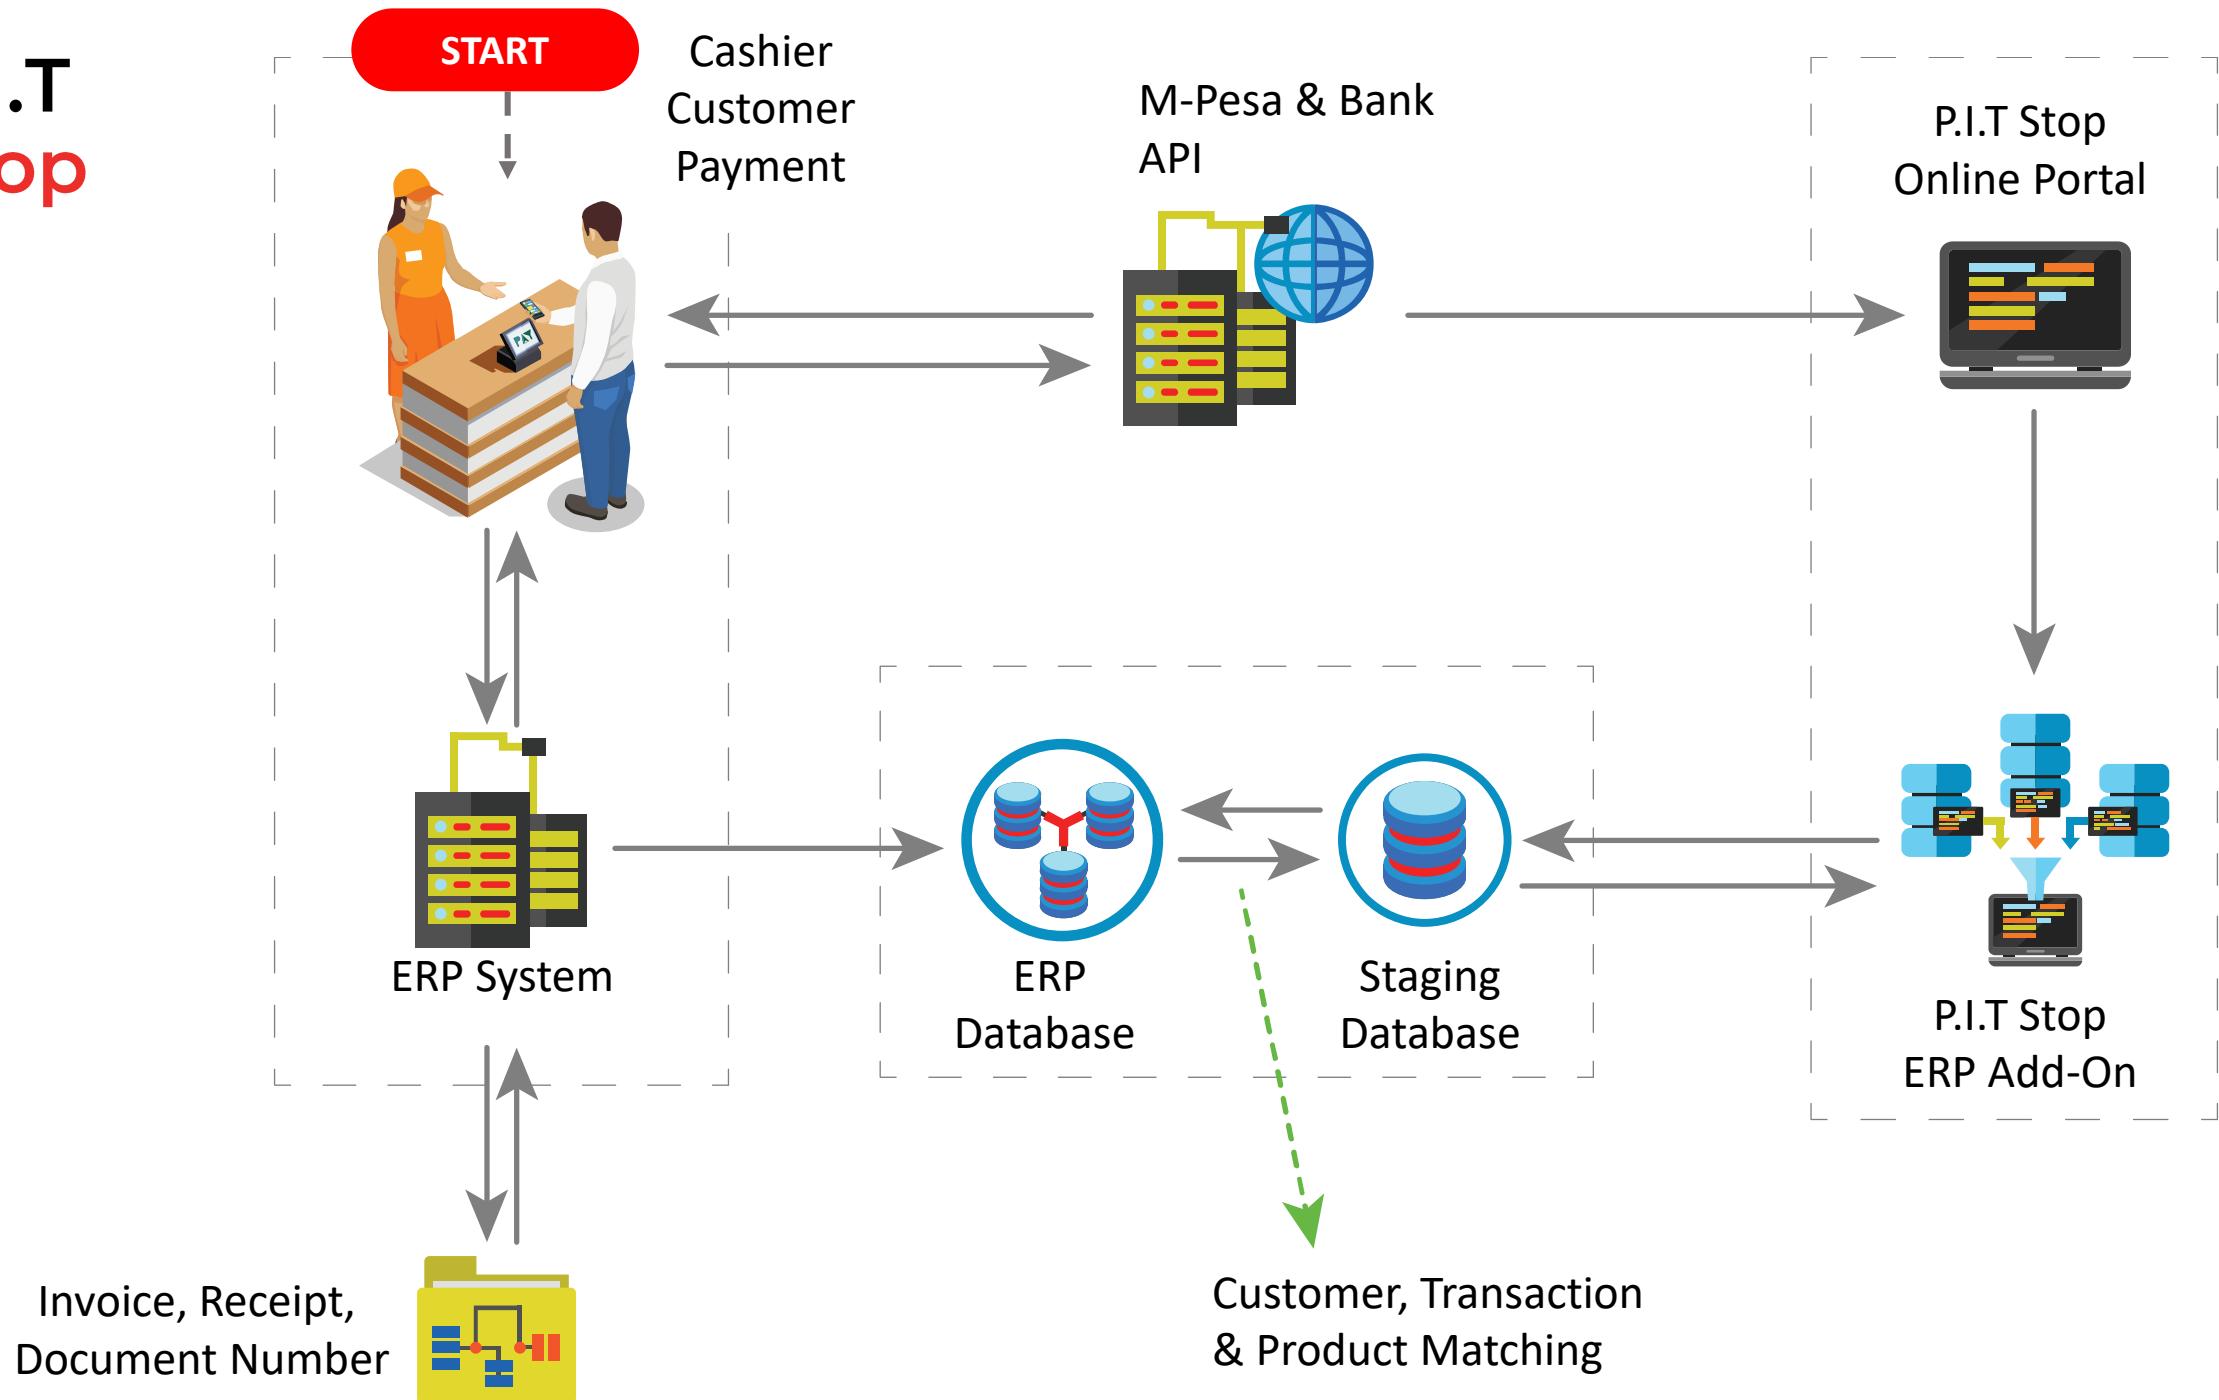 .T
op
START
Cashier
Customer
Payment
M-Pesa & Bank
API
P.I.T Stop
Online Portal
PAY
ERP System
ERP
Database
Staging
Database
P.I.T Stop
ERP Add-On
Invoice, Receipt,
Document Number
Customer, Transaction
& Product Matching